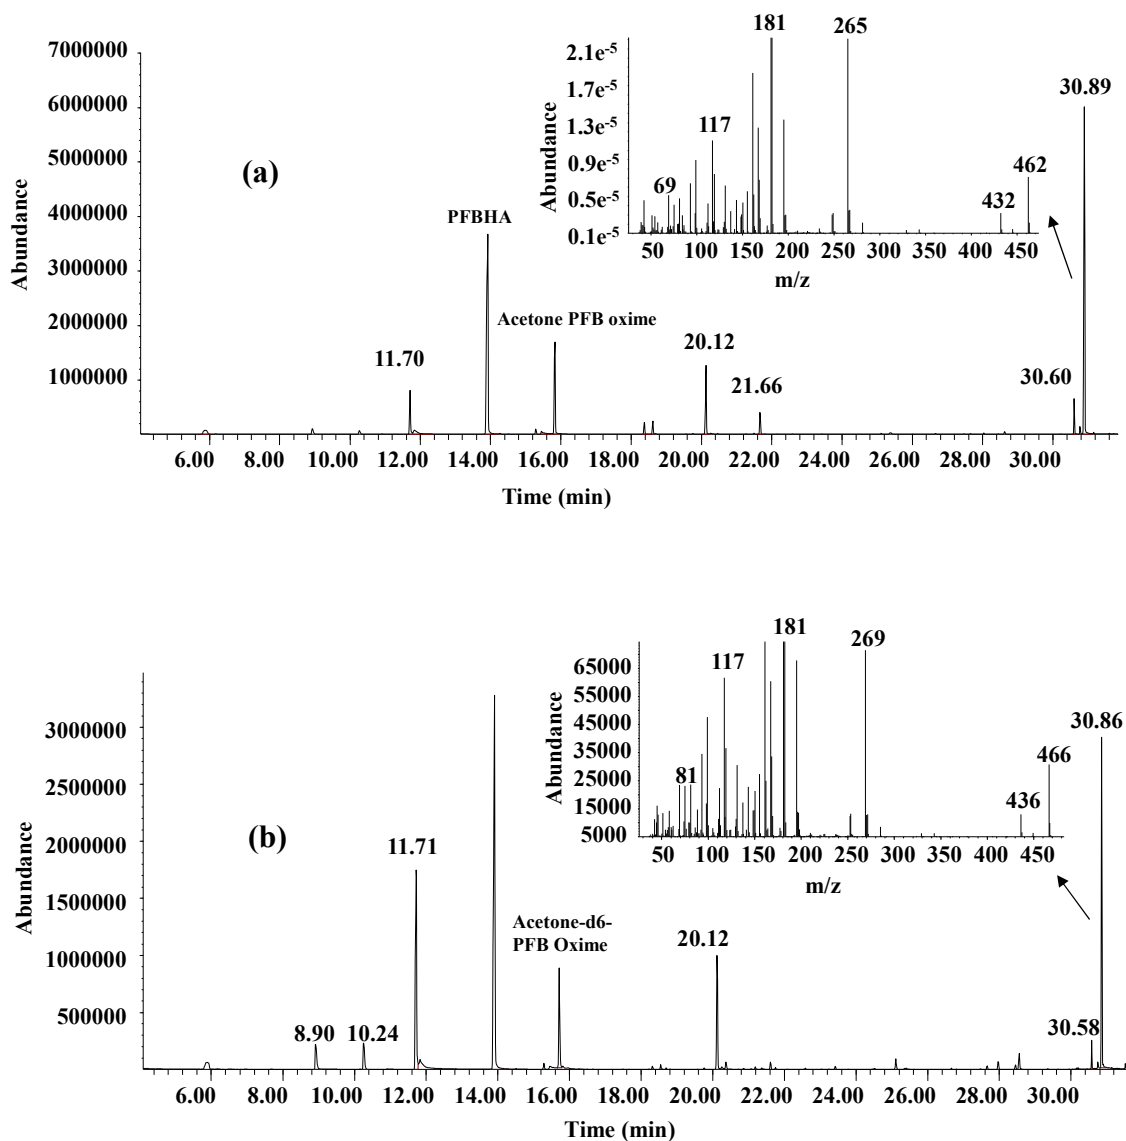 7000000
6000000
5000000
4000000
3000000
2000000
1000000
Abundance
(a)
11.70
PFBHA
Acetone PFB oxime
20.12
21.66
30.60
30.89
6.00 8.00 10.00 12.00 14.00 16.00 18.00 20.00 22.00 24.00 26.00 28.00 30.00
Time (min)
2.1e-5
1.7e-5
1.3e-5
0.9e-5
0.5e-5
0.1e-5
Abundance
69
117
181
265
432
462
50 100 150 200 250 300 350 400 450
m/z
3000000
2500000
2000000
1500000
1000000
500000
Abundance
(b)
8.90
10.24
11.71
Acetone-d6-
PFB Oxime
20.12
30.58
30.86
6.00 8.00 10.00 12.00 14.00 16.00 18.00 20.00 22.00 24.00 26.00 28.00 30.00
Time (min)
65000
55000
45000
35000
25000
15000
5000
Abundance
81
117
181
269
436
466
50 100 150 200 250 300 350 400 450
m/z